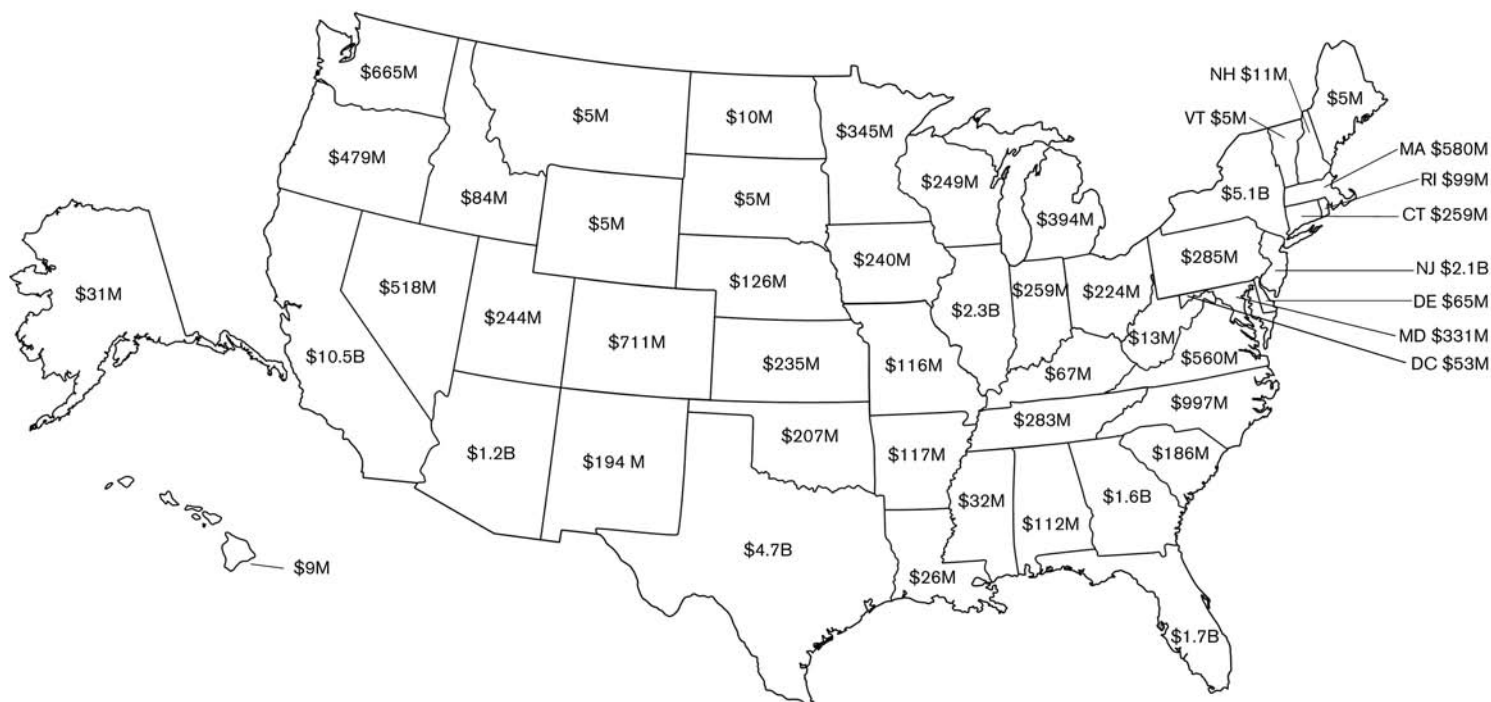 $665M
$5M
$10M
$345M
NH $11M
$5M
VT $5M
$479M
MA $580M
$84M
$5M
$249M
RI $99M
$5M
$5.1B
$394M
CT $259M
$240M
$285M
NJ $2.1B
$126M
$31M
$518M
$259M
$224M
DE $65M
$244M
$2.3B
$711M
$13M
MD $331M
$10.5B
$235M
$116M
$560M
DC $53M
$67M
$997M
$283M
$207M
$1.2B
$117M
$186M
$194 M
$32M
$1.6B
$112M
$4.7B
$9M
$26M
$1.7B